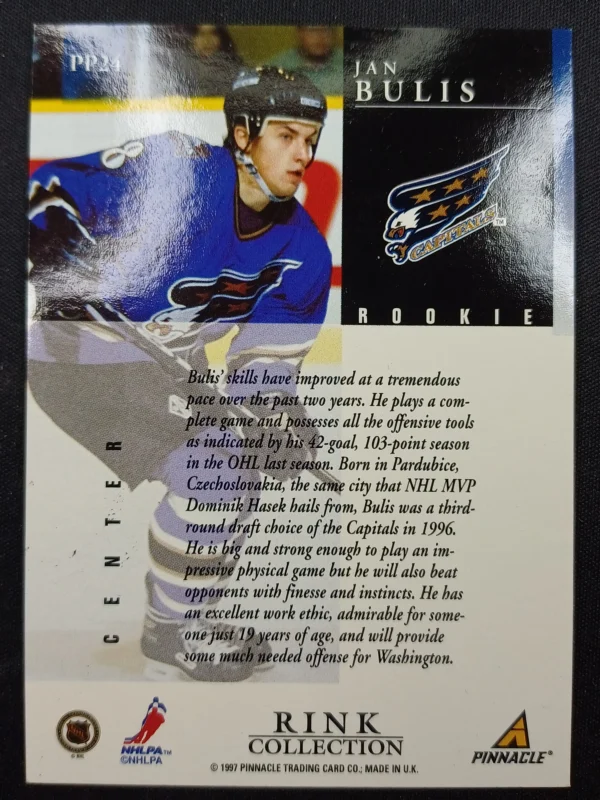 PP24
JAN
BULIS
8
CAPITALS
TM
ROOKIE
Bulis' skills have improved at a tremendous
pace over the past two years. He plays a com-
plete game and possesses all the offensive tools
as indicated by his 42-goal, 103-point season
in the OHL last season. Born in Pardubice,
Czechoslovakia, the same city that NHL MVP
Dominik Hasek hails from, Bulis was a third-
round draft choice of the Capitals in 1996.
He is big and strong enough to play an im-
pressive physical game but he will also beat
opponents with finesse and instincts. He has
an excellent work ethic, admirable for some-
one just 19 years of age, and will provide
some much needed offense for Washington.
CENTER
NHLPA™
©NHLPA
RINK
COLLECTION
PINNACLE®
© 1997 PINNACLE TRADING CARD CO.; MADE IN U.K.